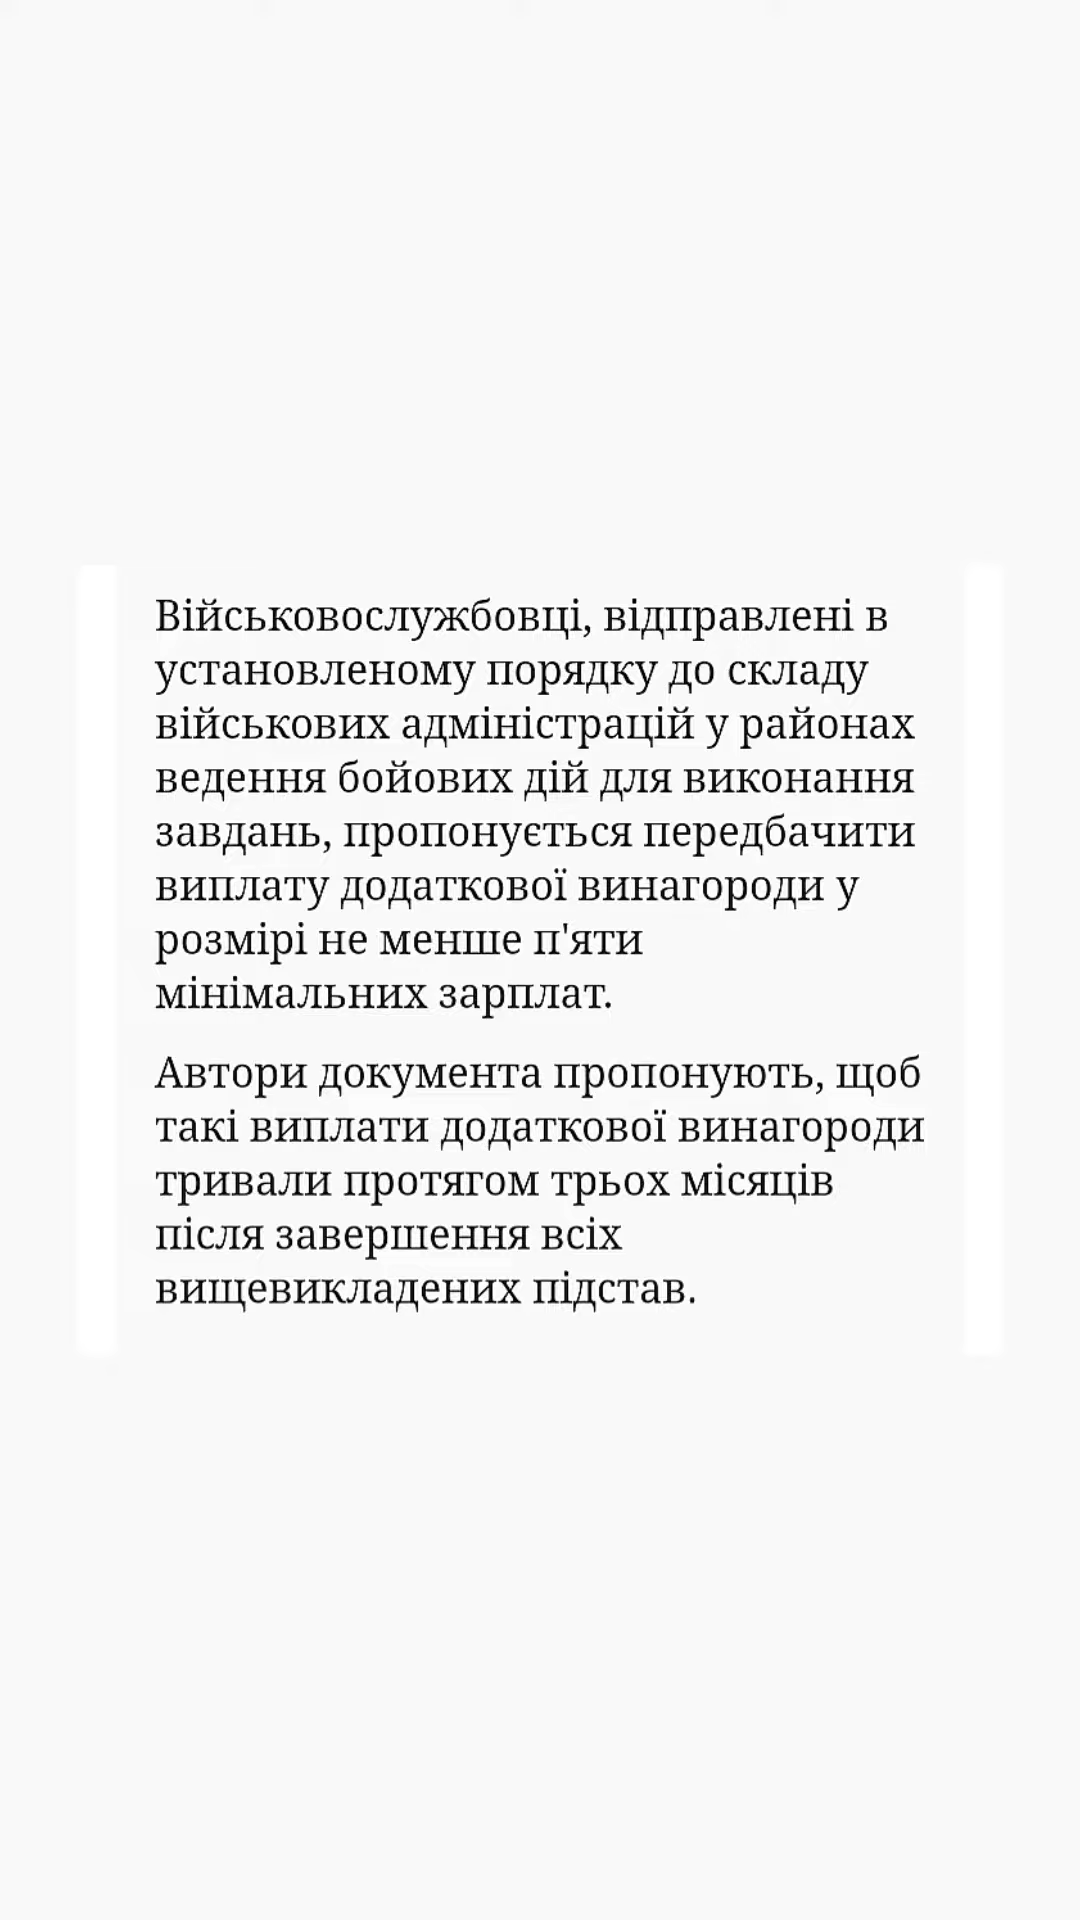 Військовослужбовці, відправлені в
установленому порядку до складу
військових адміністрацій у районах
ведення бойових дій для виконання
завдань, пропонується передбачити
виплату додаткової винагороди у
розмірі не менше п'яти
мінімальних зарплат.
Автори документа пропонують, щоб
такі виплати додаткової винагороди
тривали протягом трьох місяців
після завершення всіх
вищевикладених підстав.